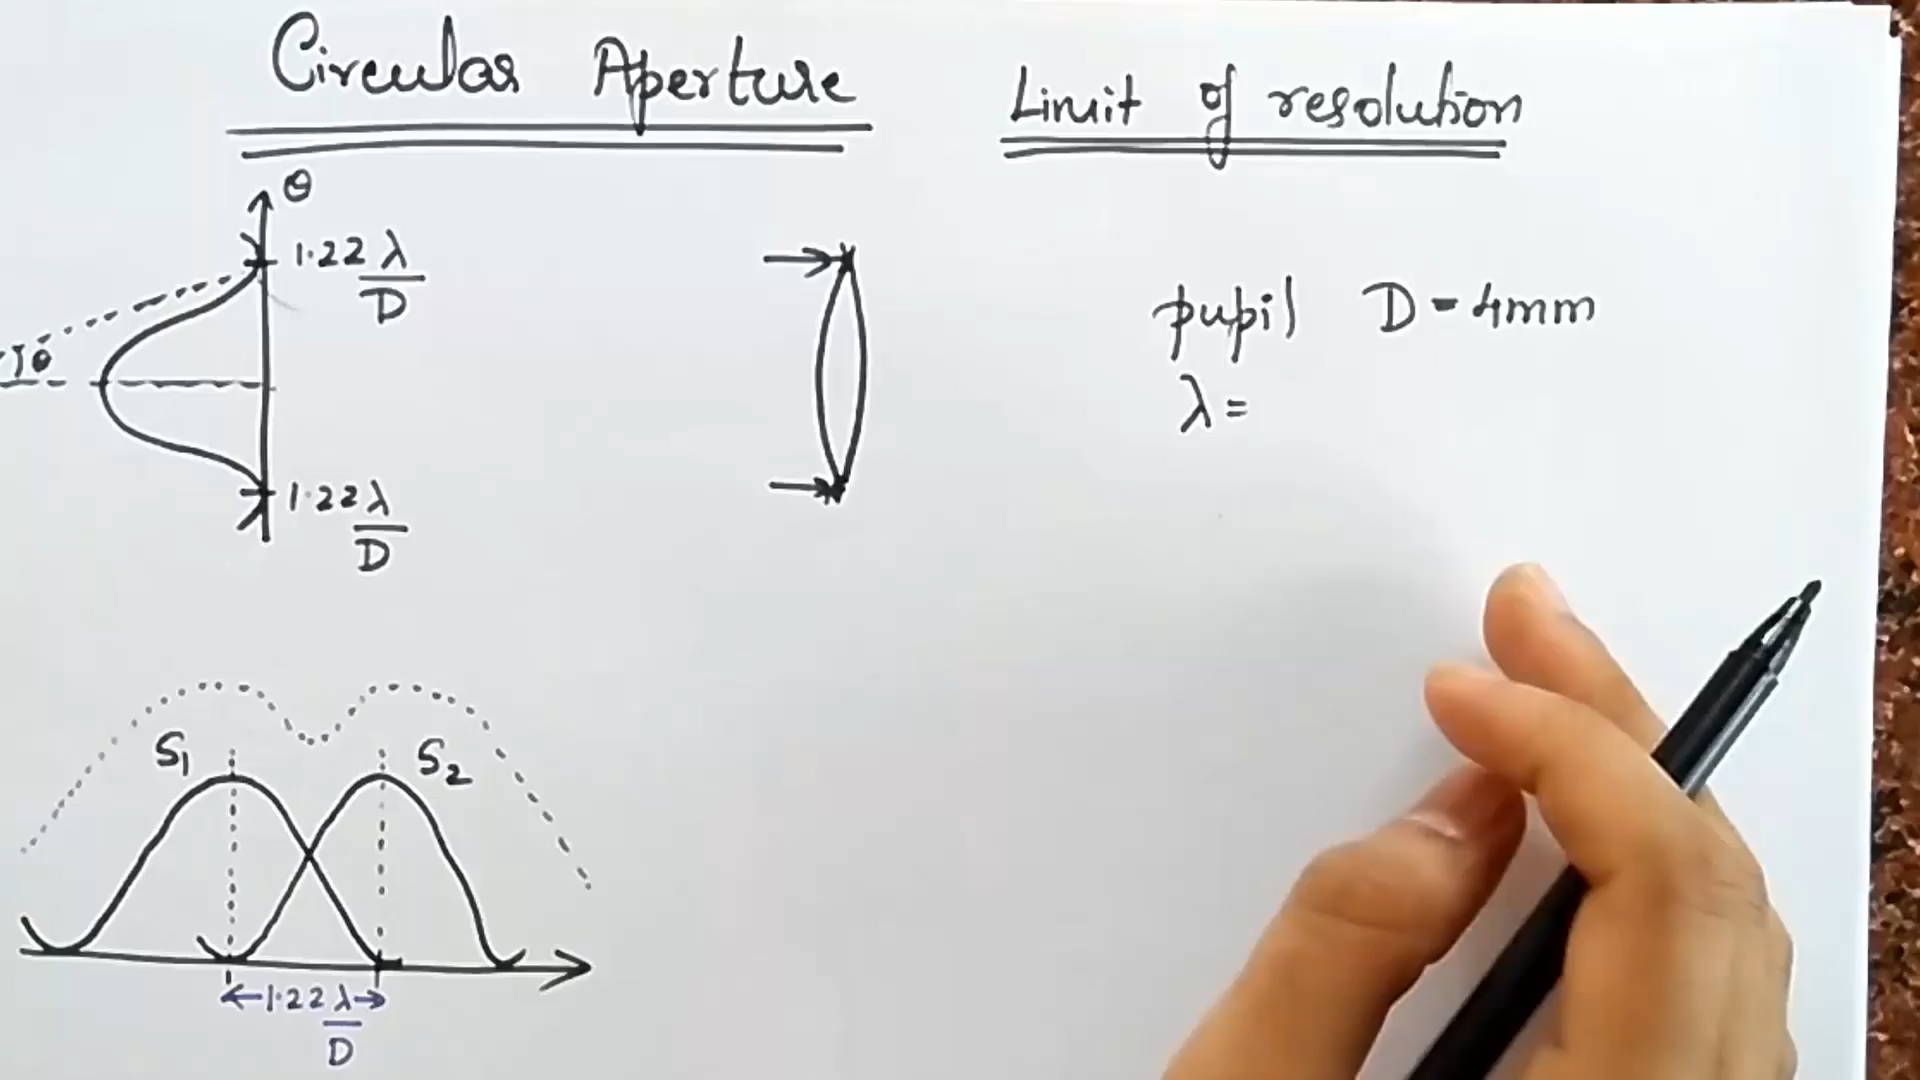 Circular Aperture
Limit of resolution
θ
1.22 λ/D
θ
1.22 λ/D
pupil D = 4mm
λ =
S₁ S₂
1.22 λ/D